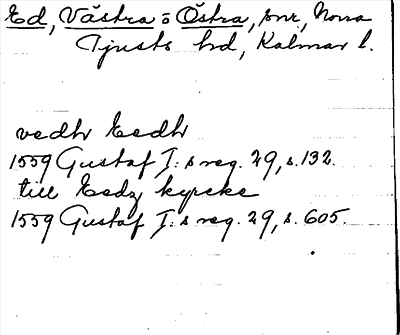 Ed, Västra o Östra, snr, Norra
Tjusts hd, Kalmar l.
vedhr Eedh
1559 Gustaf I:s reg. 29, s. 132.
till Eedz kyrcke
1559 Gustaf I:s reg. 29, s. 605.